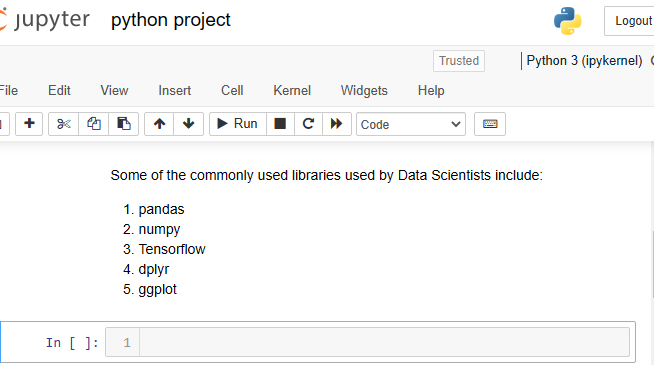 jupyter python project
Logout
Trusted
Python 3 (ipykernel)
File Edit View Insert Cell Kernel Widgets Help
Run Code
Some of the commonly used libraries used by Data Scientists include:
1. pandas
2. numpy
3. Tensorflow
4. dplyr
5. ggplot
In [ ]: 1